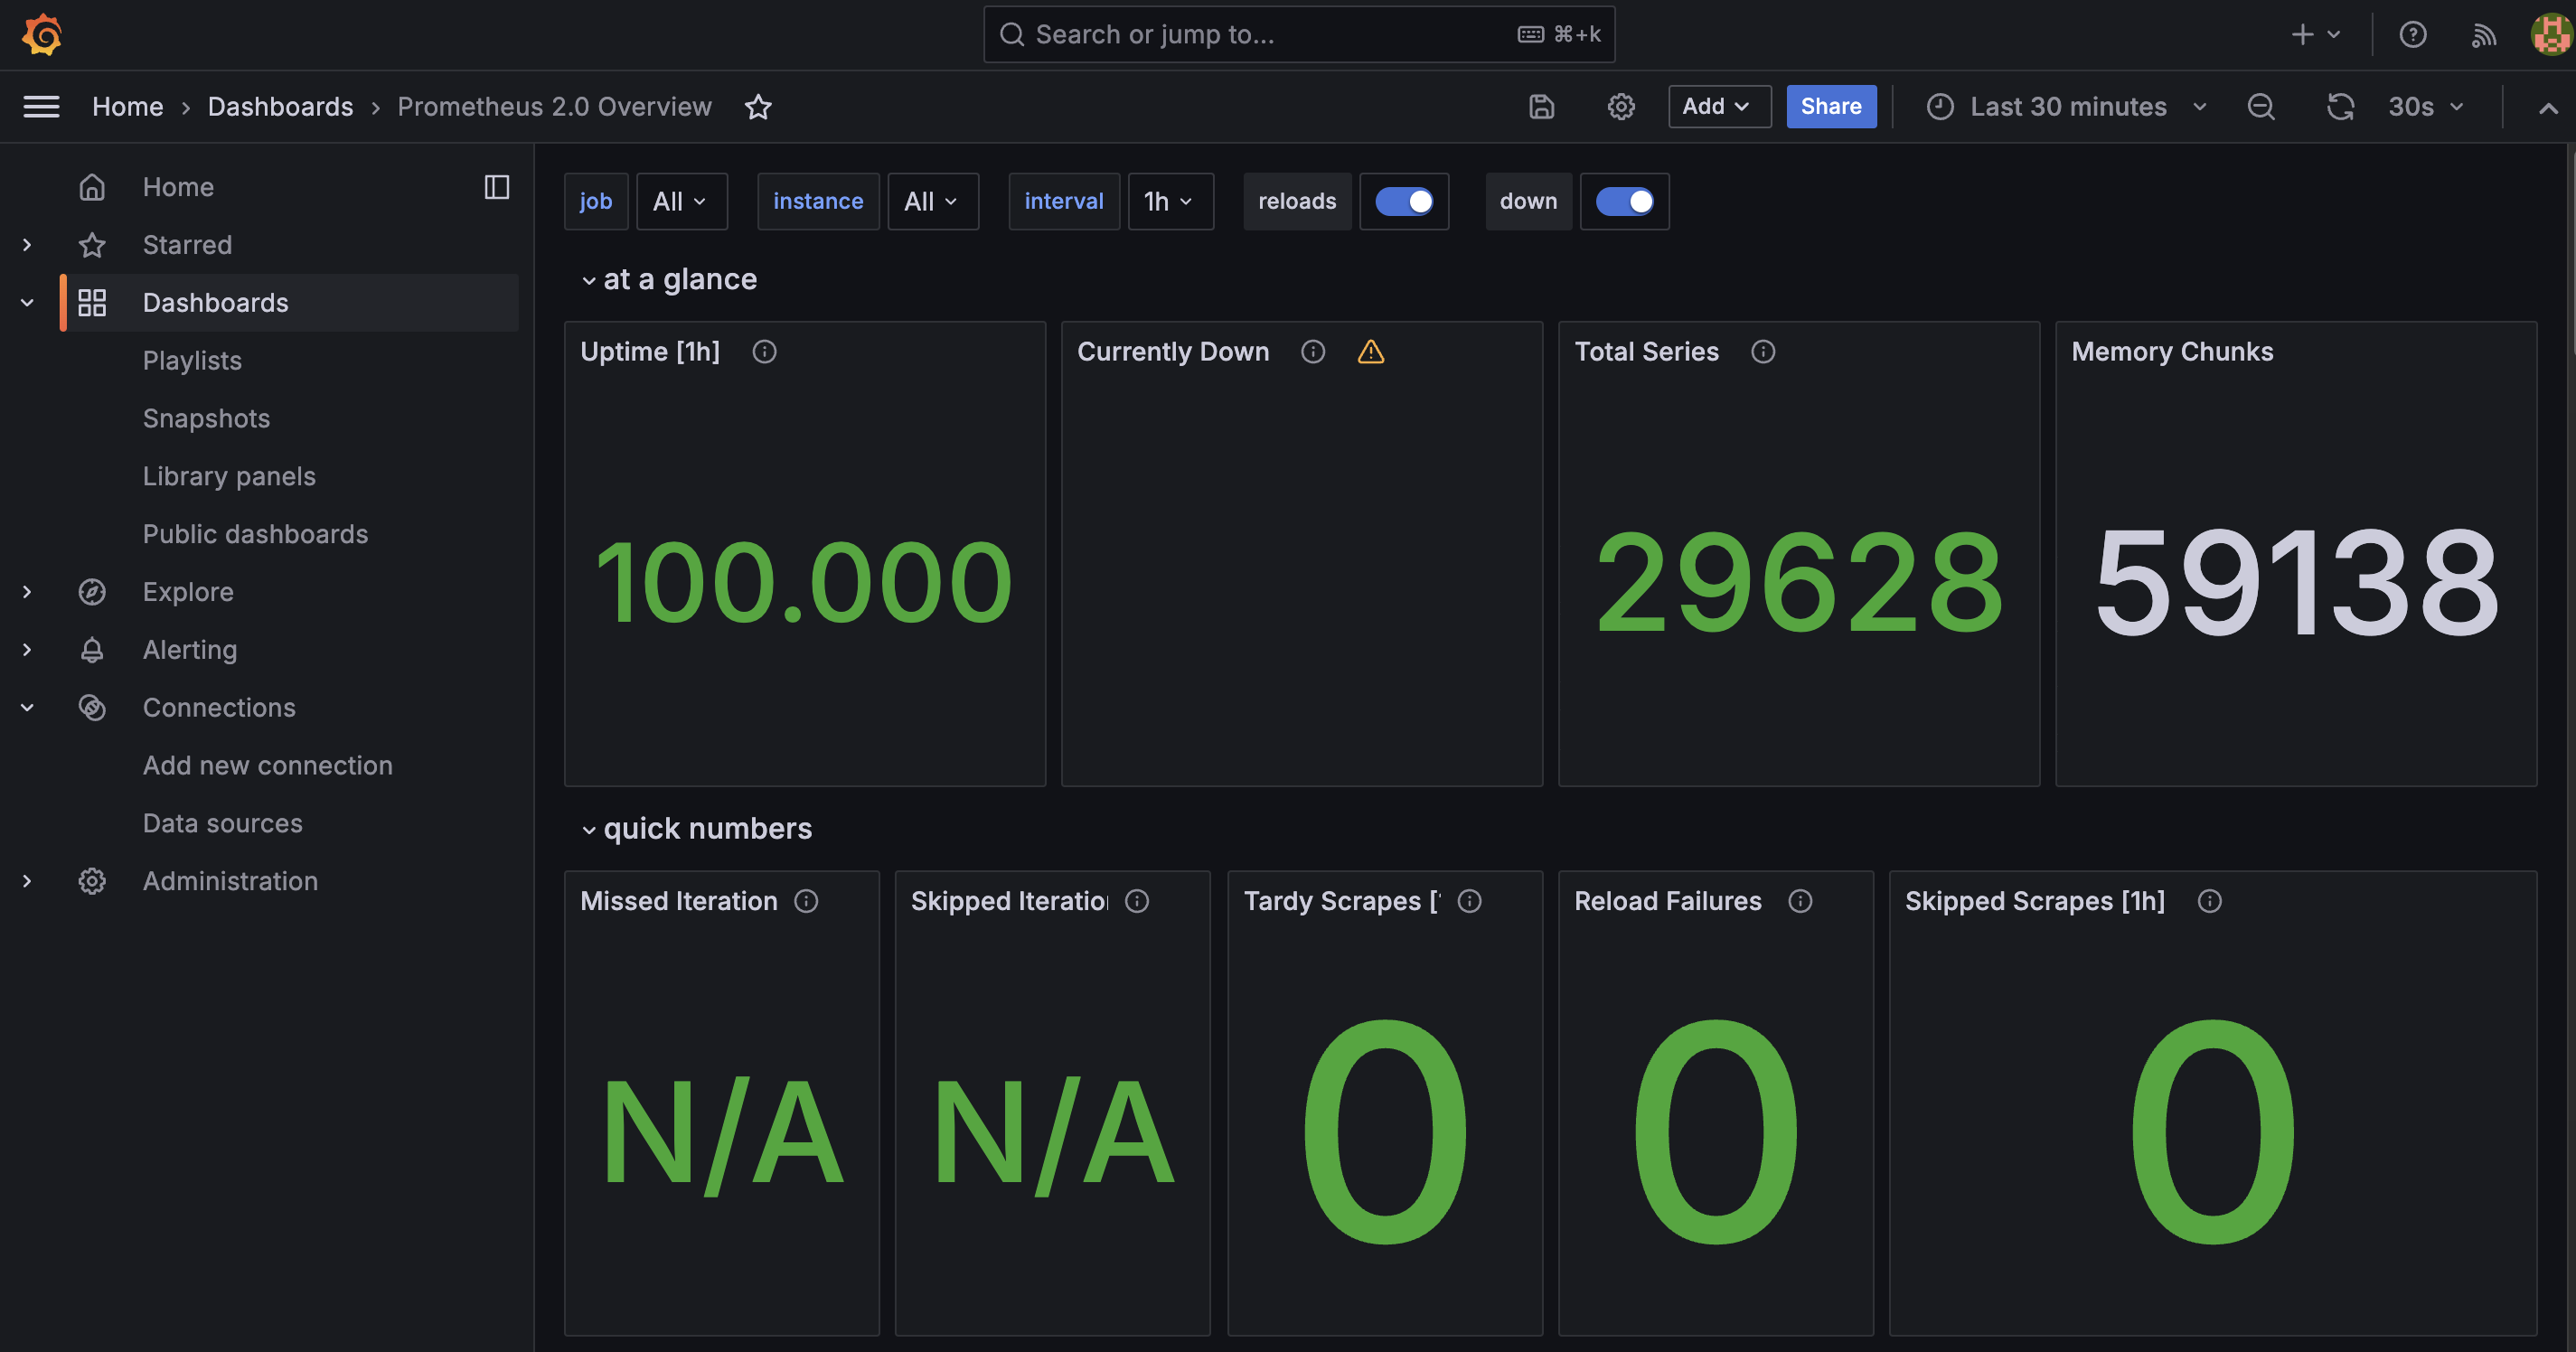 Search or jump to...
⌘+k
Home › Dashboards › Prometheus 2.0 Overview
Add
Share
Last 30 minutes
30s
Home
Starred
Dashboards
Playlists
Snapshots
Library panels
Public dashboards
Explore
Alerting
Connections
Add new connection
Data sources
Administration
job All instance All interval 1h reloads down
at a glance
Uptime [1h]
100.000
Currently Down
Total Series
29628
Memory Chunks
59138
quick numbers
Missed Iteration
N/A
Skipped Iteration
N/A
Tardy Scrapes [
0
Reload Failures
0
Skipped Scrapes [1h]
0